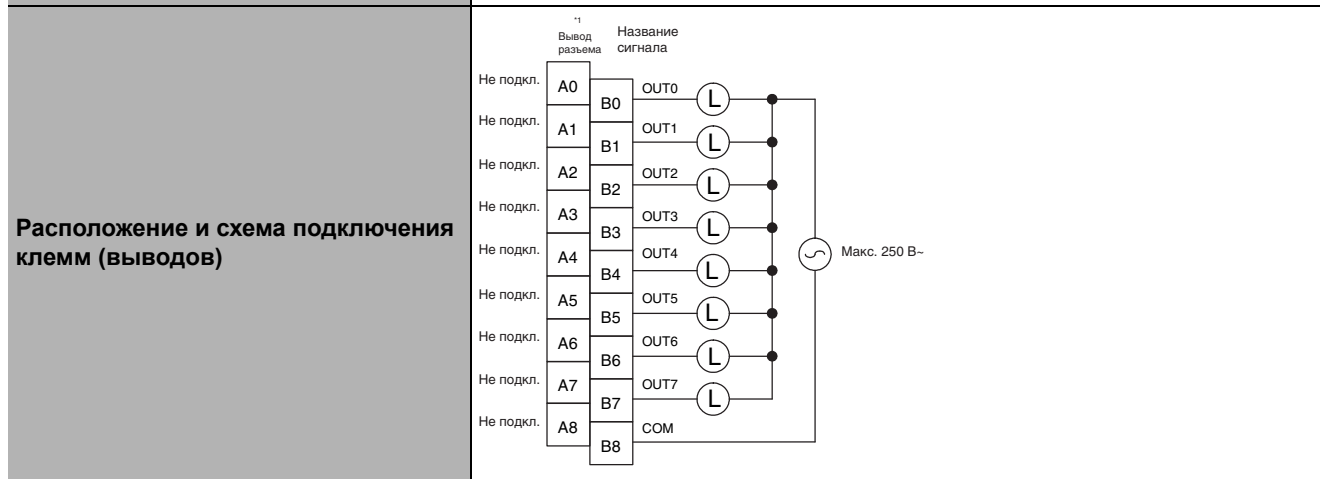 Расположение и схема подключения
клемм (выводов)
*1
Вывод
разъема
Название
сигнала
Не подкл.
A0
B0
OUT0
L
Не подкл.
A1
B1
OUT1
L
Не подкл.
A2
B2
OUT2
L
Не подкл.
A3
B3
OUT3
L
Не подкл.
A4
B4
OUT4
L
Макс. 250 В~
Не подкл.
A5
B5
OUT5
L
Не подкл.
A6
B6
OUT6
L
Не подкл.
A7
B7
OUT7
L
Не подкл.
A8
B8
COM